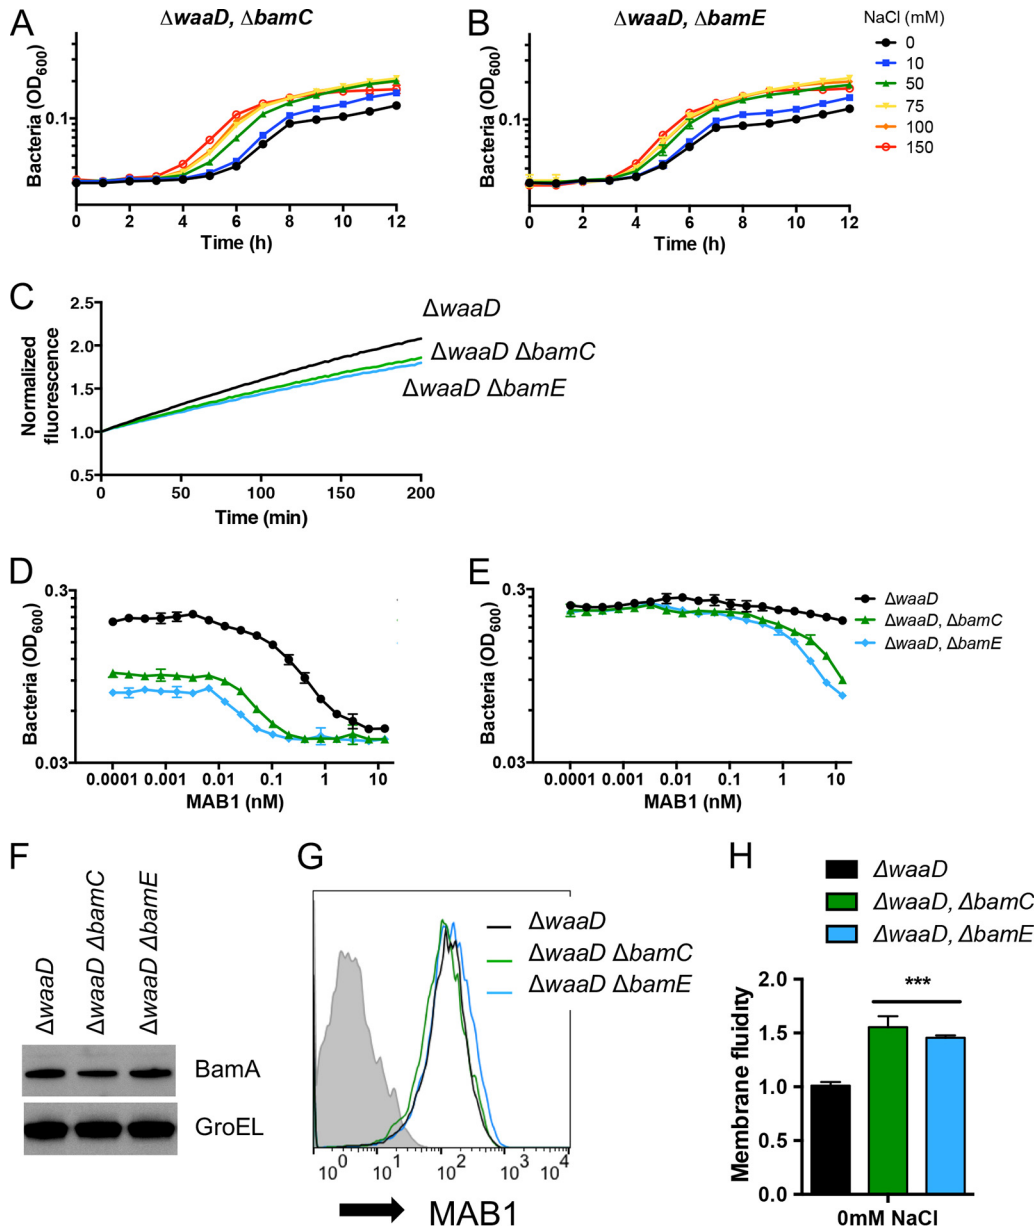 A
ΔwaaD, ΔbamC
Bacteria (OD600)
0.1
0 2 4 6 8 10 12
Time (h)
B
ΔwaaD, ΔbamE
Bacteria (OD600)
0.1
0 2 4 6 8 10 12
Time (h)
NaCl (mM)
0
10
50
75
100
150
C
Normalized fluorescence
2.5
2.0
1.5
1.0
0.5
0 50 100 150 200
Time (min)
ΔwaaD
ΔwaaD ΔbamC
ΔwaaD ΔbamE
D
Bacteria (OD600)
0.3
0.03
0.0001 0.001 0.01 0.1 1 10
MAB1 (nM)
E
Bacteria (OD600)
0.3
0.03
0.0001 0.001 0.01 0.1 1 10
MAB1 (nM)
ΔwaaD
ΔwaaD, ΔbamC
ΔwaaD, ΔbamE
F
ΔwaaD
ΔwaaD ΔbamC
ΔwaaD ΔbamE
BamA
GroEL
G
ΔwaaD
ΔwaaD ΔbamC
ΔwaaD ΔbamE
10^0 10^1 10^2 10^3 10^4
MAB1
H
ΔwaaD
ΔwaaD, ΔbamC
ΔwaaD, ΔbamE
Membrane fluidity
2.0
1.5
1.0
0.5
0.0
***
0mM NaCl